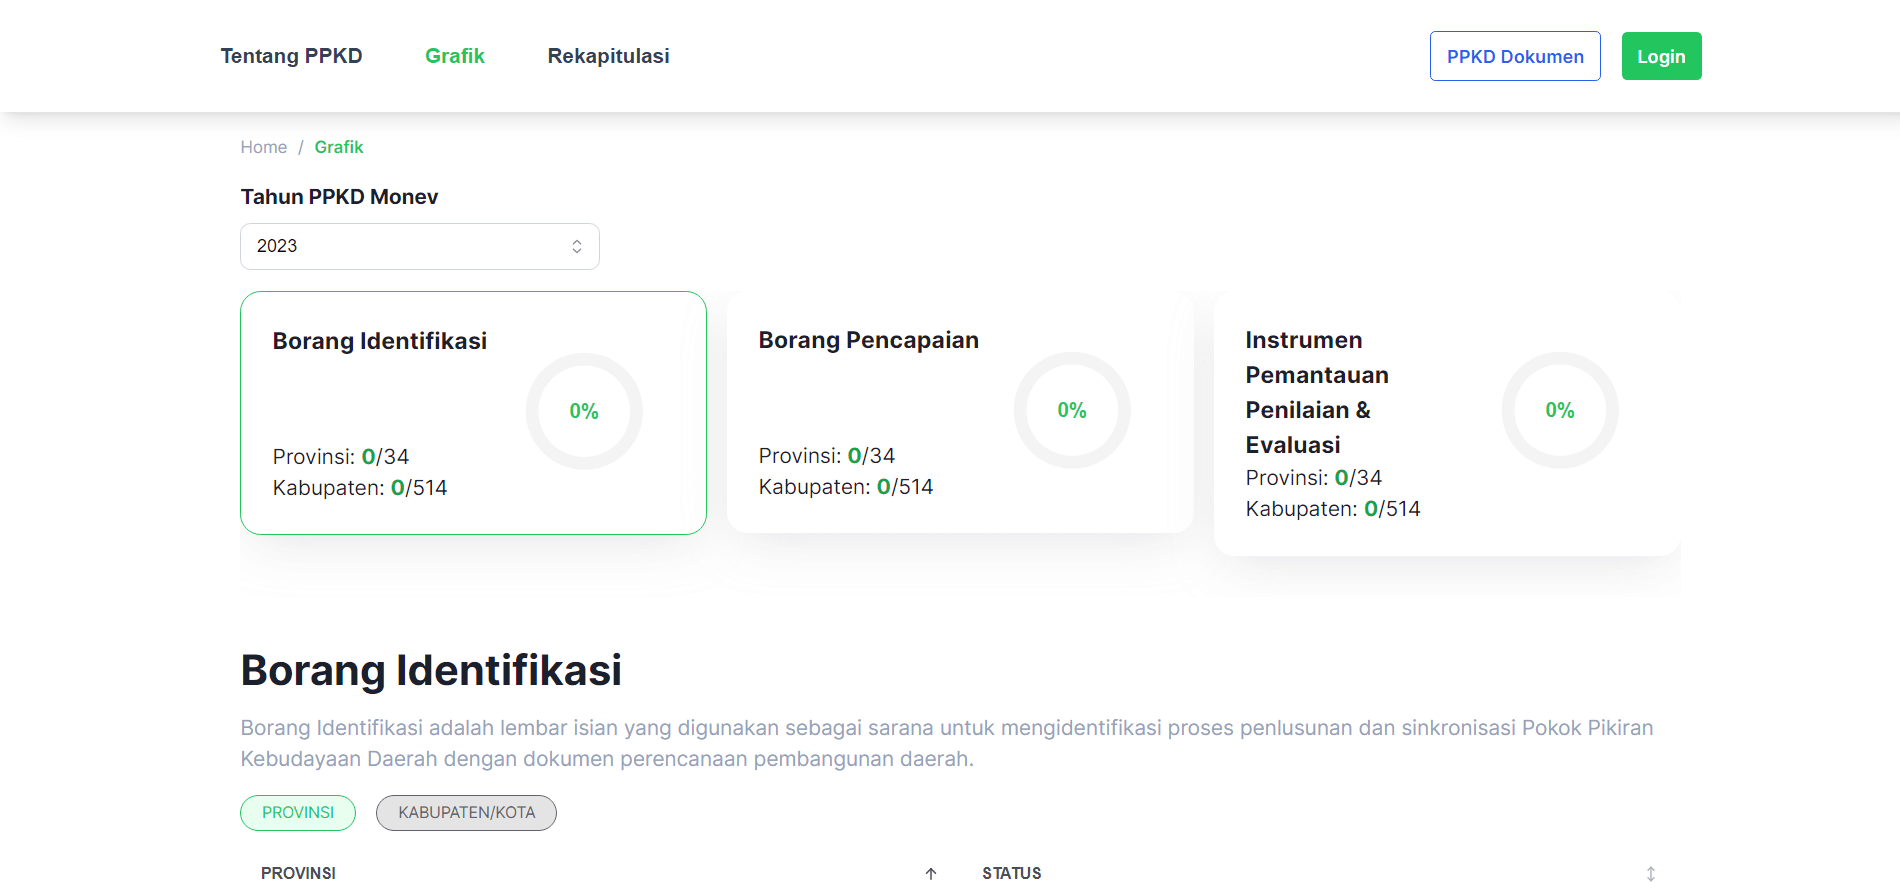 Tentang PPKD Grafik Rekapitulasi PPKD Dokumen Login
Home / Grafik
Tahun PPKD Monev
2023
Borang Identifikasi
0%
Provinsi: 0/34
Kabupaten: 0/514
Borang Pencapaian
0%
Provinsi: 0/34
Kabupaten: 0/514
Instrumen
Pemantauan
Penilaian &
Evaluasi
0%
Provinsi: 0/34
Kabupaten: 0/514
Borang Identifikasi
Borang Identifikasi adalah lembar isian yang digunakan sebagai sarana untuk mengidentifikasi proses penlusunan dan sinkronisasi Pokok Pikiran
Kebudayaan Daerah dengan dokumen perencanaan pembangunan daerah.
PROVINSI KABUPATEN/KOTA
PROVINSI STATUS